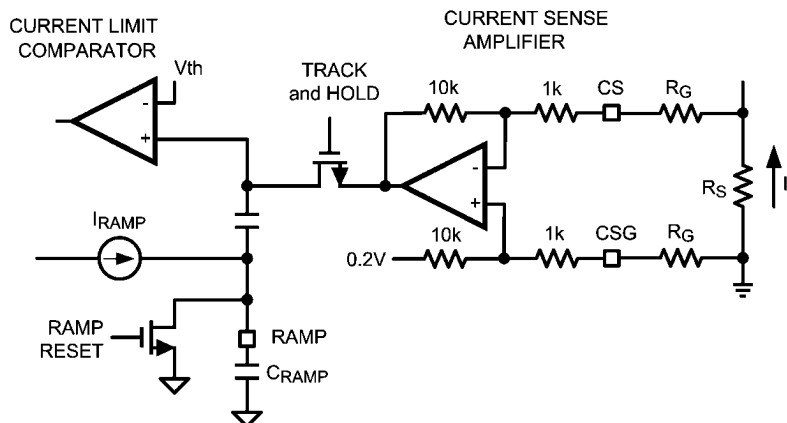 CURRENT LIMIT
COMPARATOR
CURRENT SENSE
AMPLIFIER
Vth
TRACK
and HOLD
10k
1k
CS
RG
-
+
-
+
RS
I
IRAMP
10k
1k
CSG
RG
0.2V
RAMP
RESET
RAMP
CRAMP